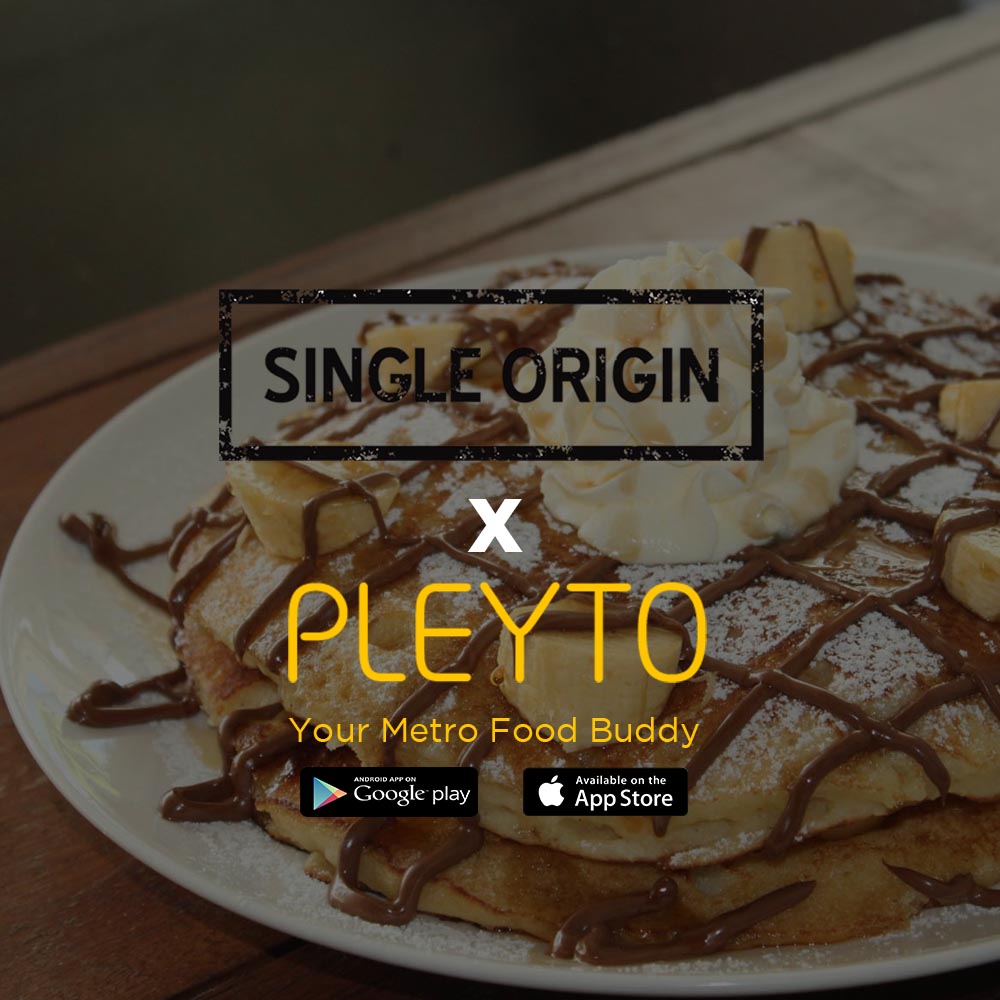 SINGLE ORIGIN
x
PLEYTO
Your Metro Food Buddy
ANDROID APP ON
Google play
Available on the
App Store